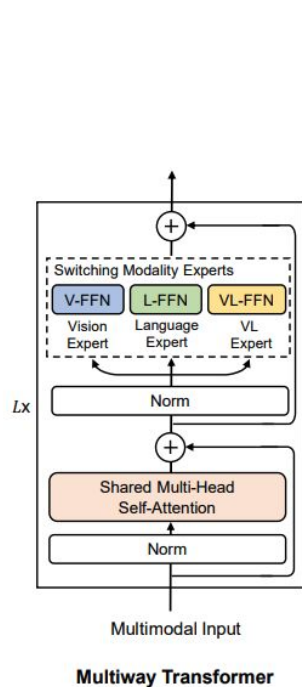 +
Switching Modality Experts
V-FFN L-FFN VL-FFN
Vision Expert
Language Expert
VL Expert
Norm
Lx
+
Shared Multi-Head
Self-Attention
Norm
Multimodal Input
Multiway Transformer